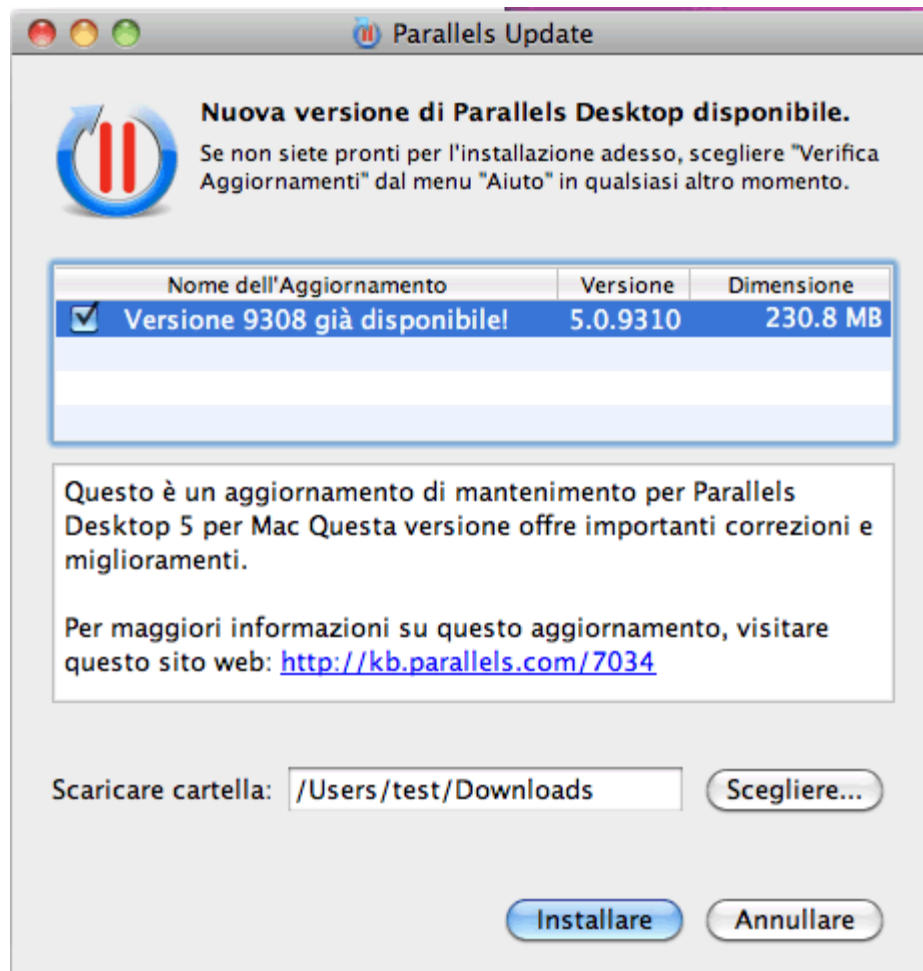 Parallels Update
Nuova versione di Parallels Desktop disponibile.
Se non siete pronti per l'installazione adesso, scegliere "Verifica
Aggiornamenti" dal menu "Aiuto" in qualsiasi altro momento.
Nome dell'Aggiornamento Versione Dimensione
Versione 9308 già disponibile! 5.0.9310 230.8 MB
Questo è un aggiornamento di mantenimento per Parallels
Desktop 5 per Mac Questa versione offre importanti correzioni e
miglioramenti.
Per maggiori informazioni su questo aggiornamento, visitare
questo sito web: http://kb.parallels.com/7034
Scaricare cartella: /Users/test/Downloads Scegliere...
Installare Annullare